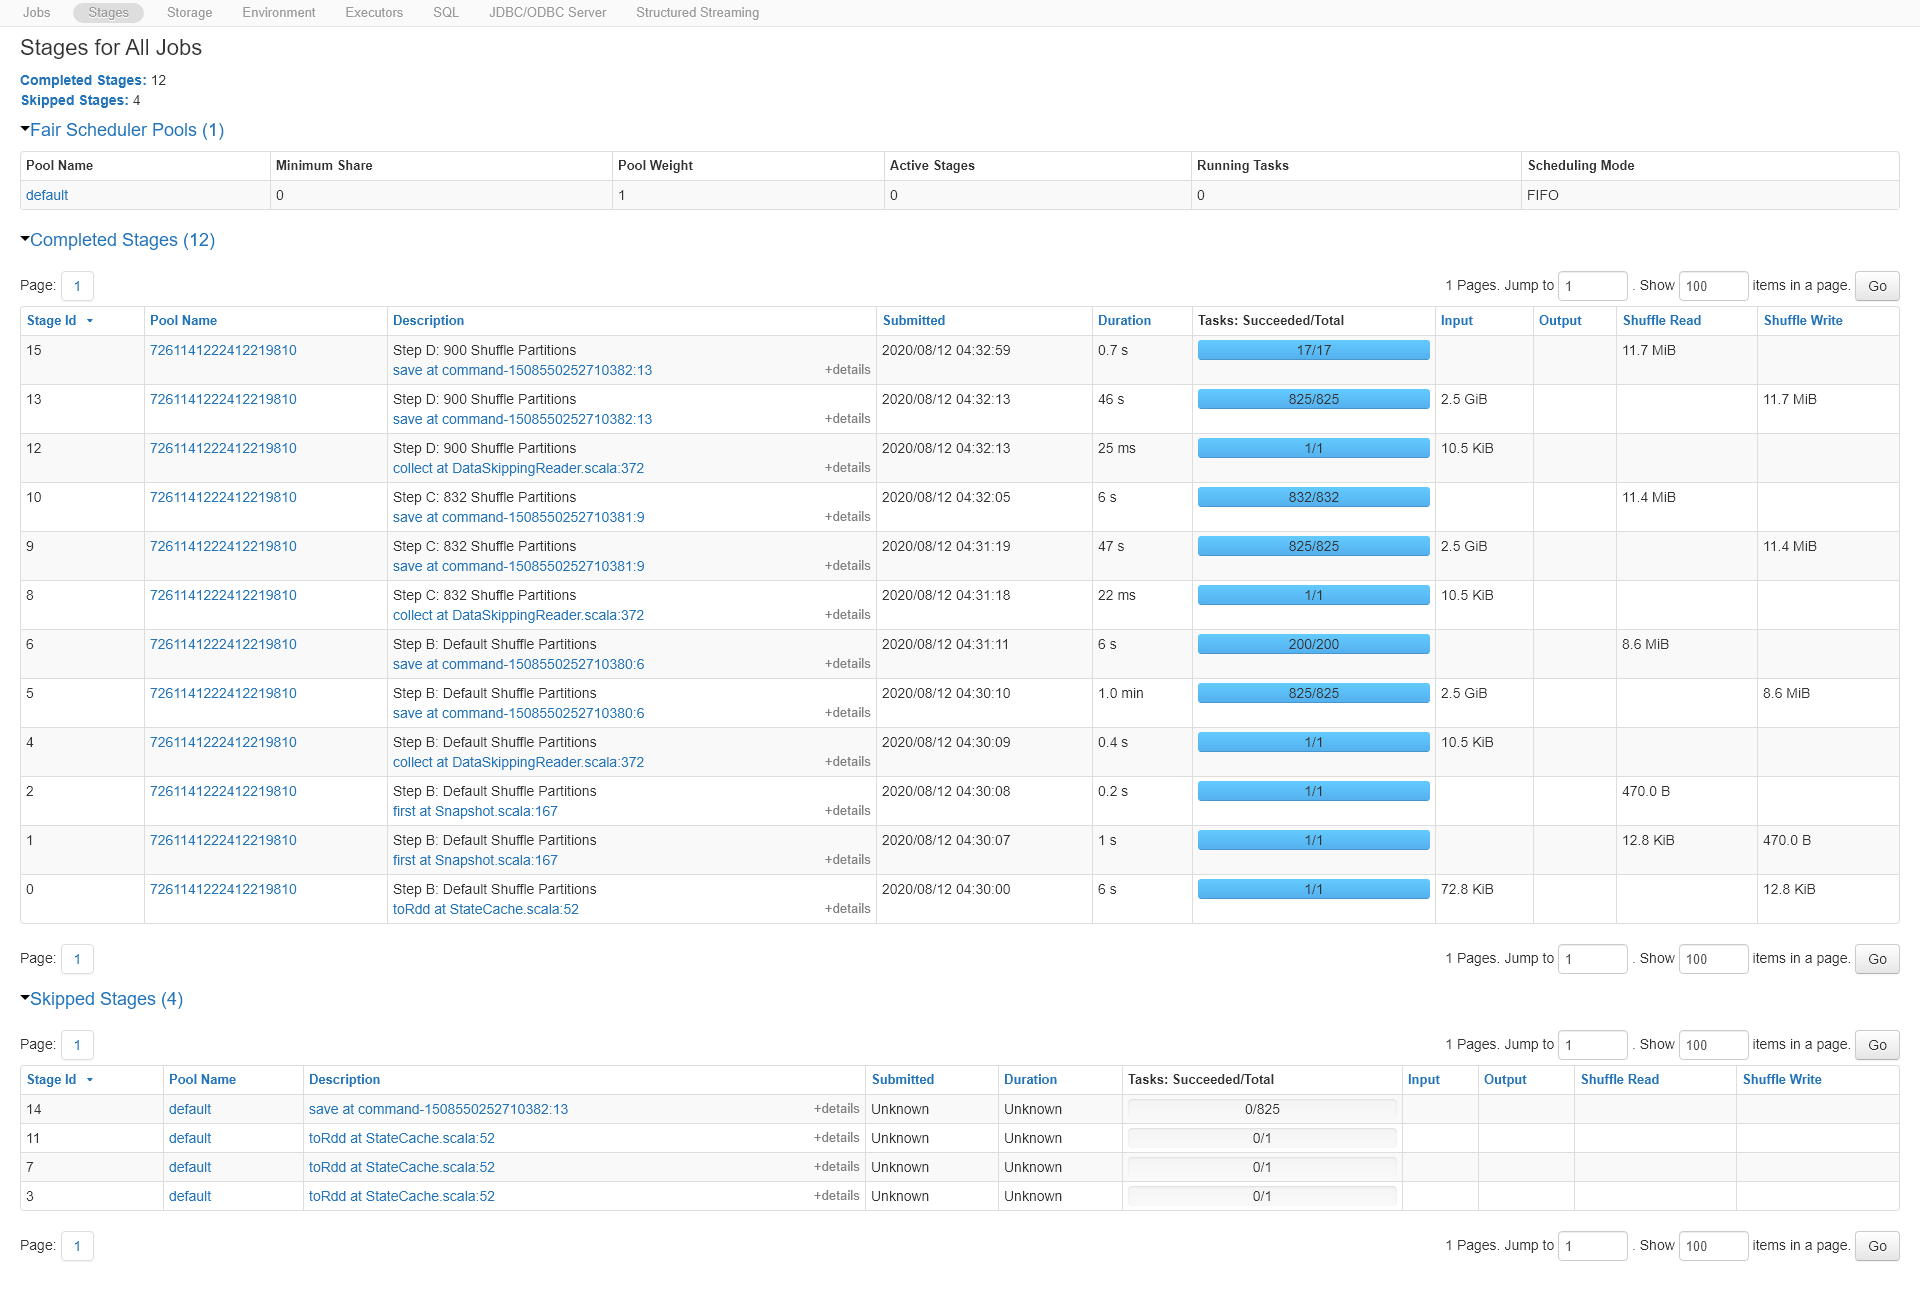 Jobs Stages Storage Environment Executors SQL JDBC/ODBC Server Structured Streaming
Stages for All Jobs
Completed Stages: 12
Skipped Stages: 4
Fair Scheduler Pools (1)
Pool Name Minimum Share Pool Weight Active Stages Running Tasks Scheduling Mode
default 0 1 0 0 FIFO
Completed Stages (12)
Page: 1 1 Pages. Jump to 1 . Show 100 items in a page. Go
Stage Id Pool Name Description Submitted Duration Tasks: Succeeded/Total Input Output Shuffle Read Shuffle Write
15 7261141222412219810 Step D: 900 Shuffle Partitions 2020/08/12 04:32:59 0.7 s 17/17 11.7 MiB
save at command-1508550252710382:13 +details
13 7261141222412219810 Step D: 900 Shuffle Partitions 2020/08/12 04:32:13 46 s 825/825 2.5 GiB 11.7 MiB
save at command-1508550252710382:13 +details
12 7261141222412219810 Step D: 900 Shuffle Partitions 2020/08/12 04:32:13 25 ms 1/1 10.5 KiB
collect at DataSkippingReader.scala:372 +details
10 7261141222412219810 Step C: 832 Shuffle Partitions 2020/08/12 04:32:05 6 s 832/832 11.4 MiB
save at command-1508550252710381:9 +details
9 7261141222412219810 Step C: 832 Shuffle Partitions 2020/08/12 04:31:19 47 s 825/825 2.5 GiB 11.4 MiB
save at command-1508550252710381:9 +details
8 7261141222412219810 Step C: 832 Shuffle Partitions 2020/08/12 04:31:18 22 ms 1/1 10.5 KiB
collect at DataSkippingReader.scala:372 +details
6 7261141222412219810 Step B: Default Shuffle Partitions 2020/08/12 04:31:11 6 s 200/200 8.6 MiB
save at command-1508550252710380:6 +details
5 7261141222412219810 Step B: Default Shuffle Partitions 2020/08/12 04:30:10 1.0 min 825/825 2.5 GiB 8.6 MiB
save at command-1508550252710380:6 +details
4 7261141222412219810 Step B: Default Shuffle Partitions 2020/08/12 04:30:09 0.4 s 1/1 10.5 KiB
collect at DataSkippingReader.scala:372 +details
2 7261141222412219810 Step B: Default Shuffle Partitions 2020/08/12 04:30:08 0.2 s 1/1 470.0 B
first at Snapshot.scala:167 +details
1 7261141222412219810 Step B: Default Shuffle Partitions 2020/08/12 04:30:07 1 s 1/1 12.8 KiB 470.0 B
first at Snapshot.scala:167 +details
0 7261141222412219810 Step B: Default Shuffle Partitions 2020/08/12 04:30:00 6 s 1/1 72.8 KiB 12.8 KiB
toRdd at StateCache.scala:52 +details
Page: 1 1 Pages. Jump to 1 . Show 100 items in a page. Go
Skipped Stages (4)
Page: 1 1 Pages. Jump to 1 . Show 100 items in a page. Go
Stage Id Pool Name Description Submitted Duration Tasks: Succeeded/Total Input Output Shuffle Read Shuffle Write
14 default save at command-1508550252710382:13 +details Unknown Unknown 0/825
11 default toRdd at StateCache.scala:52 +details Unknown Unknown 0/1
7 default toRdd at StateCache.scala:52 +details Unknown Unknown 0/1
3 default toRdd at StateCache.scala:52 +details Unknown Unknown 0/1
Page: 1 1 Pages. Jump to 1 . Show 100 items in a page. Go